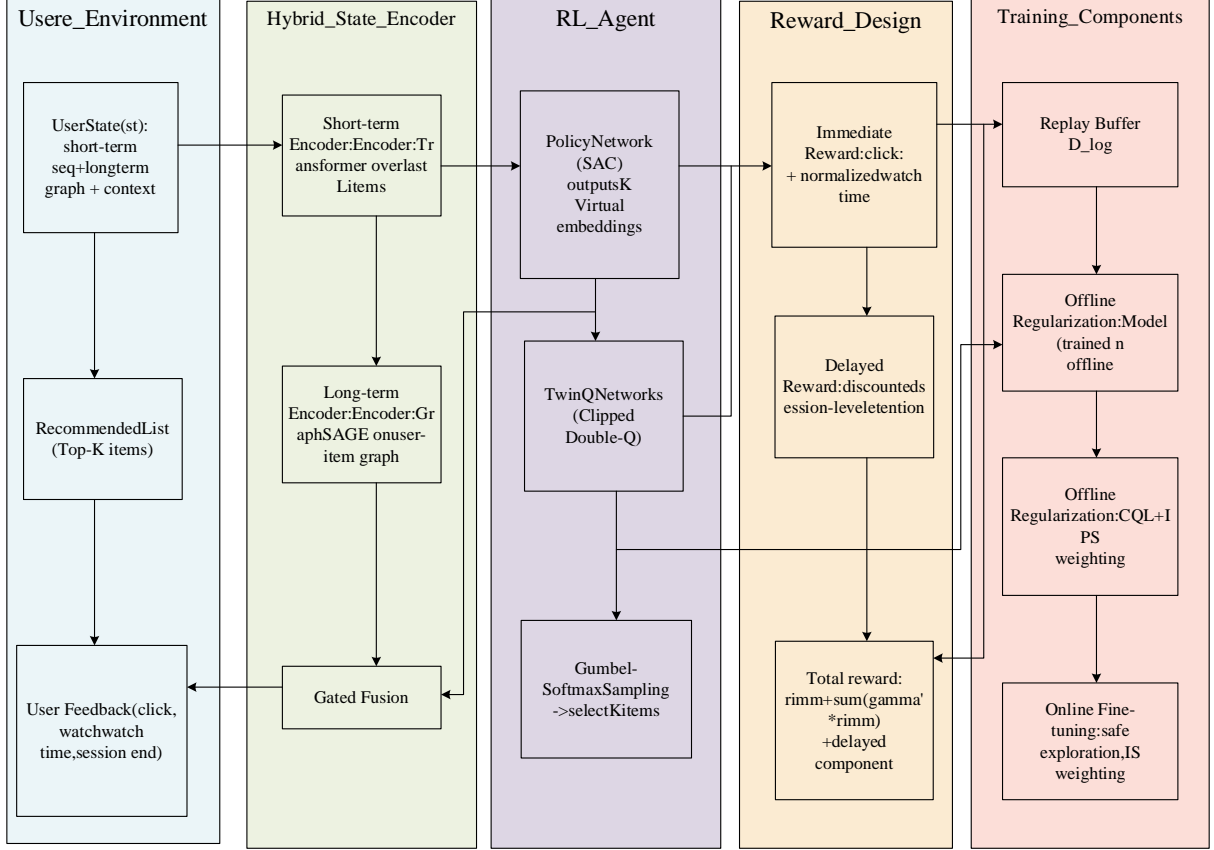 Usere_Environment
UserState(st):
short-term
seq+longterm
graph + context
RecommendedList
(Top-K items)
User Feedback(click,
watchwatch
time,session end)
Hybrid_State_Encoder
Short-term
Encoder:Encoder:Tr
ansformer overlast
Litems
Long-term
Encoder:Encoder:Gr
aphSAGE onuser-
item graph
Gated Fusion
RL_Agent
PolicyNetwork
(SAC)
outputsK
Virtual
embeddings
TwinQNetworks
(Clipped
Double-Q)
Gumbel-
SoftmaxSampling
->selectKitems
Reward_Design
Immediate
Reward:click:
+ normalizedwatch
time
Delayed
Reward:discounteds
ession-leveletention
Total reward:
rimm+sum(gamma'
*rimm)
+delayed
component
Training_Components
Replay Buffer
D_log
Offline
Regularization:Model
(trained n
offline
Offline
Regularization:CQL+I
PS
weighting
Online Fine-
tuning:safe
exploration,IS
weighting